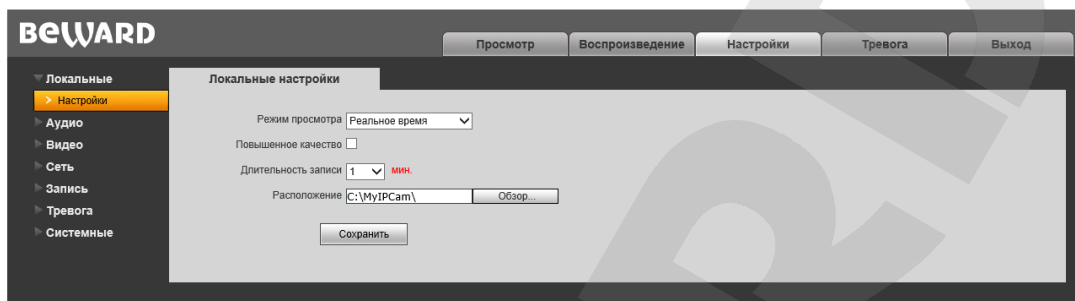 BEWARD
Просмотр Воспроизведение Настройки Тревога Выход
Локальные
Настройки
Аудио
Видео
Сеть
Запись
Тревога
Системные
Локальные настройки
Режим просмотра Реальное время
Повышенное качество
Длительность записи 1 мин.
Расположение C:\MyIPCam\ Обзор...
Сохранить